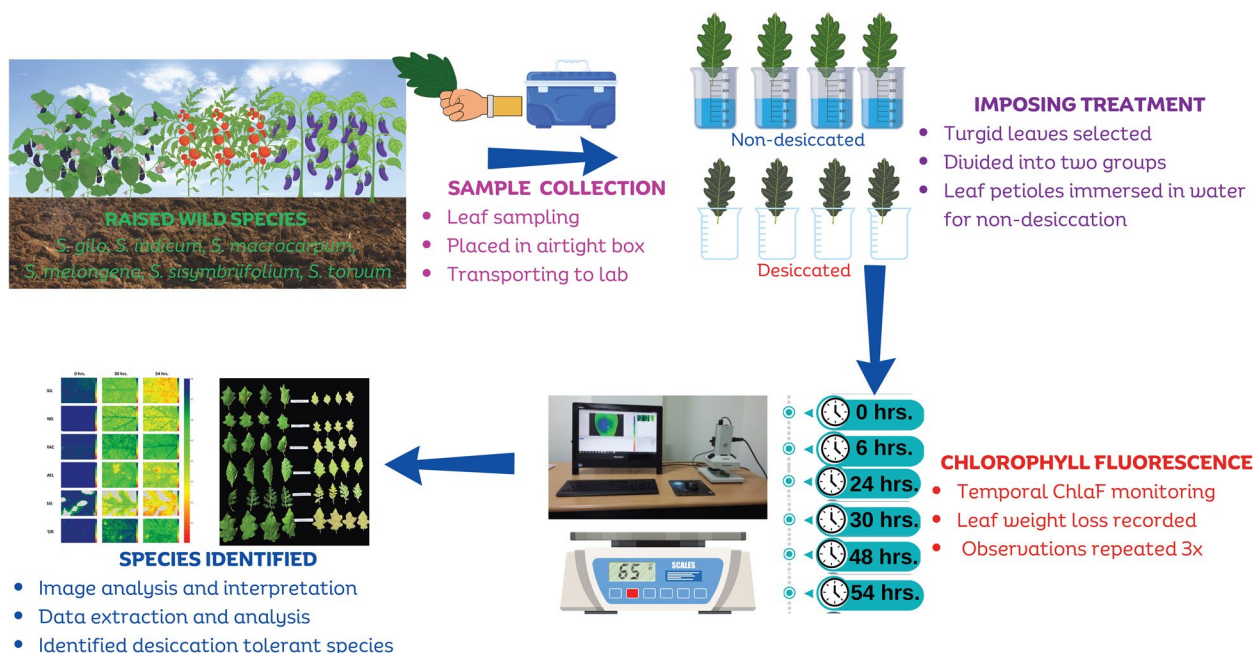 RAISED WILD SPECIES
S. gilo, S. indicum, S. macrocarpum,
S. melongena, S. sisymbriifolium, S. torvum
SAMPLE COLLECTION
Leaf sampling
Placed in airtight box
Transporting to lab
Non-desiccated
Desiccated
IMPOSING TREATMENT
Turgid leaves selected
Divided into two groups
Leaf petioles immersed in water
for non-desiccation
0 hrs.
6 hrs.
24 hrs.
30 hrs.
48 hrs.
54 hrs.
CHLOROPHYLL FLUORESCENCE
Temporal ChlaF monitoring
Leaf weight loss recorded
Observations repeated 3x
SCALES
65 G
0 hrs. 30 hrs. 54 hrs.
SPECIES IDENTIFIED
Image analysis and interpretation
Data extraction and analysis
Identified desiccation tolerant species